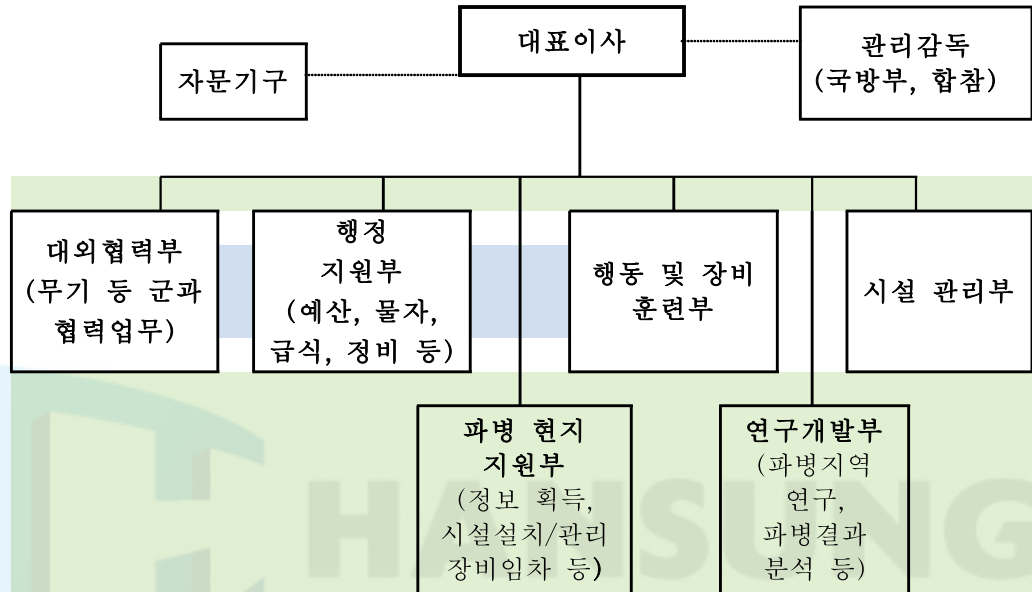 대표이사
자문기구
관리감독
(국방부, 합참)
대외협력부
(무기 등 군과
협력업무)
행정
지원부
(예산, 물자,
급식, 정비 등)
행동 및 장비
훈련부
시설 관리부
파병 현지
지원부
(정보 획득,
시설설치/관리
장비임차 등)
연구개발부
(파병지역
연구,
파병결과
분석 등)
HANSUNG